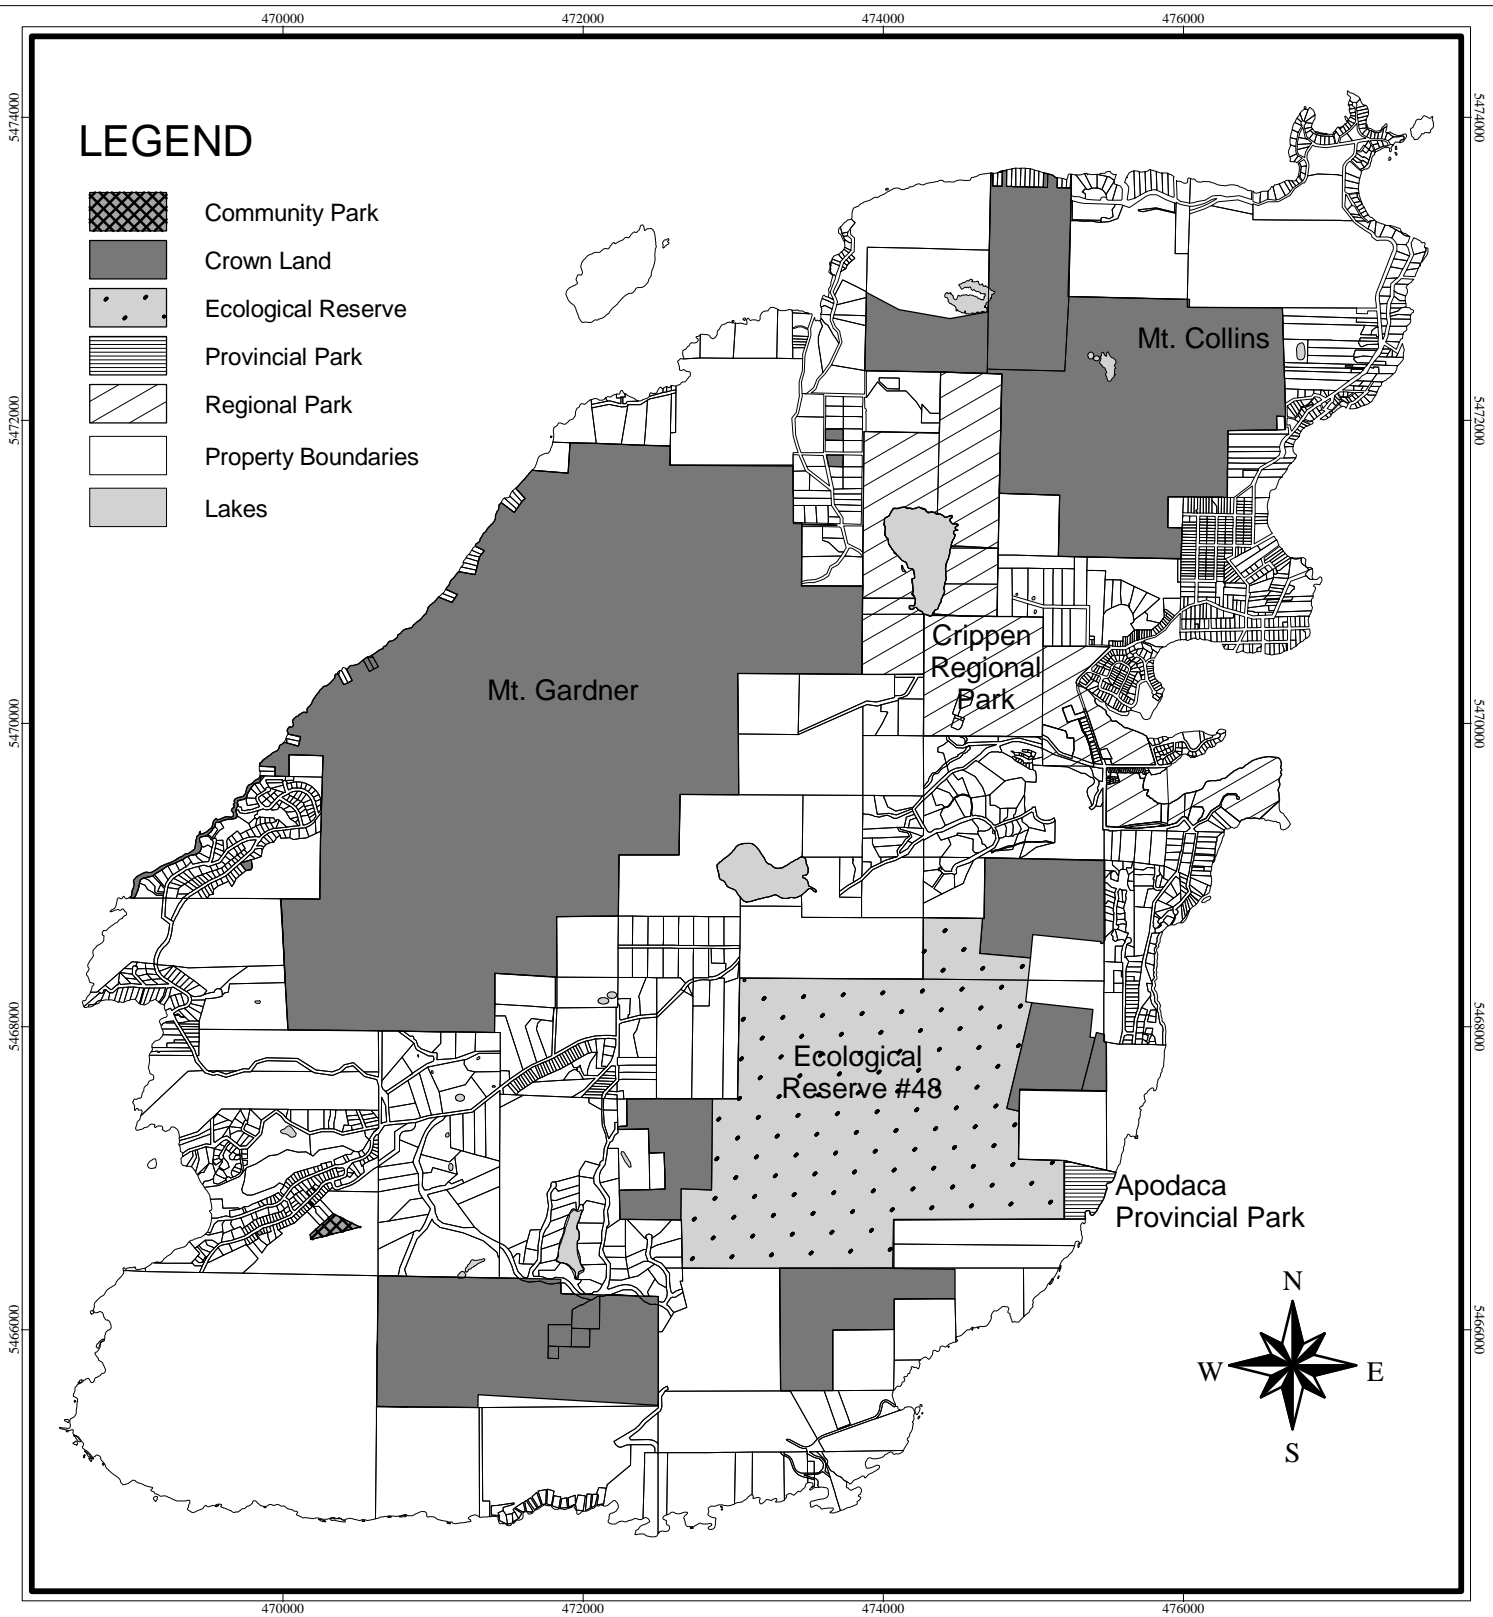 470000
472000
474000
476000
5474000
5474000
LEGEND
Community Park
Crown Land
Ecological Reserve
Provincial Park
Regional Park
Property Boundaries
Lakes
Mt. Collins
5472000
5472000
Crippen
Regional
Park
Mt. Gardner
5470000
5470000
5468000
5468000
Ecological
Reserve #48
Apodaca
Provincial Park
5466000
5466000
N
W
E
S
470000
472000
474000
476000